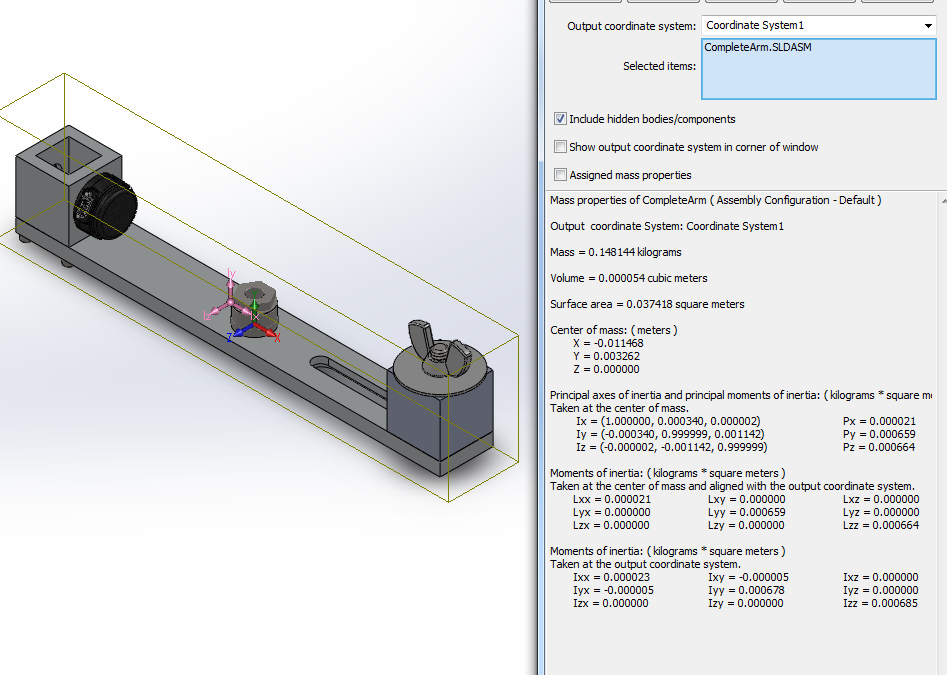 Output coordinate system: Coordinate System1
Selected items: CompleteArm.SLDASM
Include hidden bodies/components
Show output coordinate system in corner of window
Assigned mass properties
Mass properties of CompleteArm ( Assembly Configuration - Default )
Output coordinate System: Coordinate System1
Mass = 0.148144 kilograms
Volume = 0.000054 cubic meters
Surface area = 0.037418 square meters
Center of mass: ( meters )
X = -0.011468
Y = 0.003262
Z = 0.000000
Principal axes of inertia and principal moments of inertia: ( kilograms * square m
Taken at the center of mass.
Ix = (1.000000, 0.000340, 0.000002) Px = 0.000021
Iy = (-0.000340, 0.999999, 0.001142) Py = 0.000659
Iz = (-0.000002, -0.001142, 0.999999) Pz = 0.000664
Moments of inertia: ( kilograms * square meters )
Taken at the center of mass and aligned with the output coordinate system.
Lxx = 0.000021 Lxy = 0.000000 Lxz = 0.000000
Lyx = 0.000000 Lyy = 0.000659 Lyz = 0.000000
Lzx = 0.000000 Lzy = 0.000000 Lzz = 0.000664
Moments of inertia: ( kilograms * square meters )
Taken at the output coordinate system.
Ixx = 0.000023 Ixy = -0.000005 Ixz = 0.000000
Iyx = -0.000005 Iyy = 0.000678 Iyz = 0.000000
Izx = 0.000000 Izy = 0.000000 Izz = 0.000685
Iy
Z
X